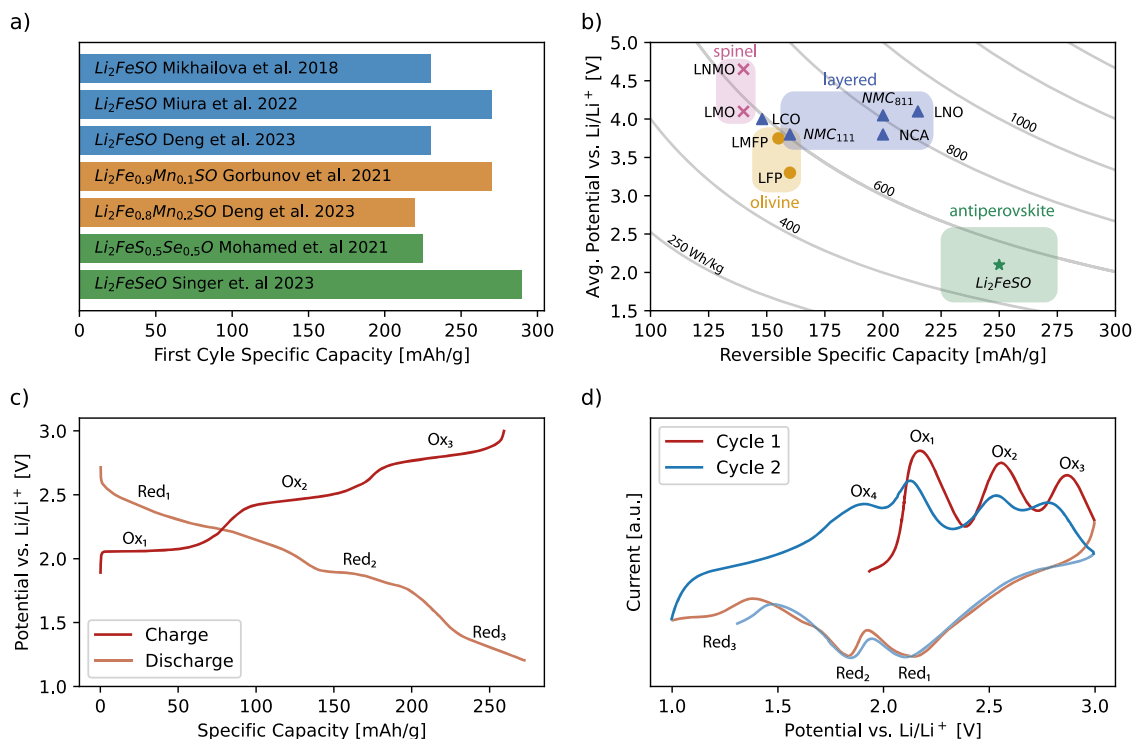 a)
Li₂FeSO Mikhailova et al. 2018
Li₂FeSO Miura et al. 2022
Li₂FeSO Deng et al. 2023
Li₂Fe₀.₉Mn₀.₁SO Gorbunov et al. 2021
Li₂Fe₀.₈Mn₀.₂SO Deng et al. 2023
Li₂FeS₀.₅Se₀.₅O Mohamed et. al 2021
Li₂FeSeO Singer et. al 2023
0 50 100 150 200 250 300
First Cyle Specific Capacity [mAh/g]
b)
Avg. Potential vs. Li/Li⁺ [V]
5.0
4.5
4.0
3.5
3.0
2.5
2.0
1.5
spinel
LNMO
LMO
layered
NMC₈₁₁
LNO
LCO
NMC₁₁₁
NCA
LMFP
LFP
olivine
antiperovskite
Li₂FeSO
1000
800
600
400
250 Wh/kg
100 125 150 175 200 225 250 275 300
Reversible Specific Capacity [mAh/g]
c)
Potential vs. Li/Li⁺ [V]
3.0
2.5
2.0
1.5
1.0
Ox₁
Ox₂
Ox₃
Red₁
Red₂
Red₃
Charge
Discharge
0 50 100 150 200 250
Specific Capacity [mAh/g]
d)
Current [a.u.]
Cycle 1
Cycle 2
Ox₁
Ox₂
Ox₃
Ox₄
Red₃
Red₂
Red₁
1.0 1.5 2.0 2.5 3.0
Potential vs. Li/Li⁺ [V]